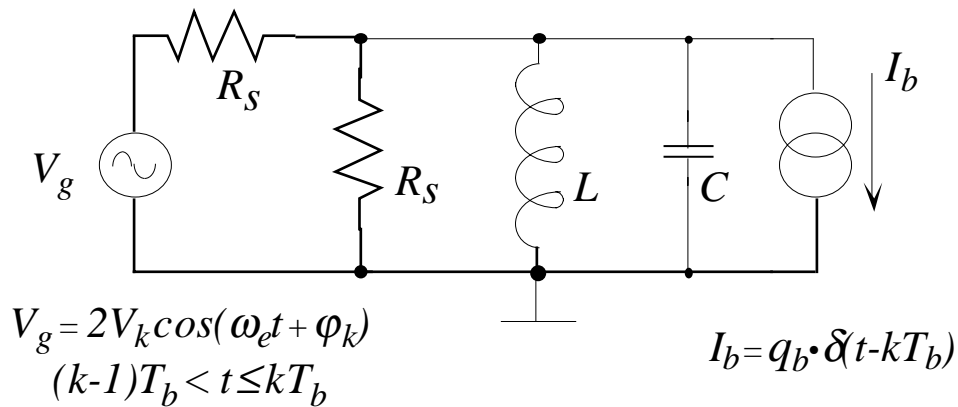 R_s
I_b
V_g
R_s
L
C
V_g = 2V_k cos(ω_e t + φ_k)
(k-1)T_b < t ≤ kT_b
I_b = q_b • δ(t-kT_b)